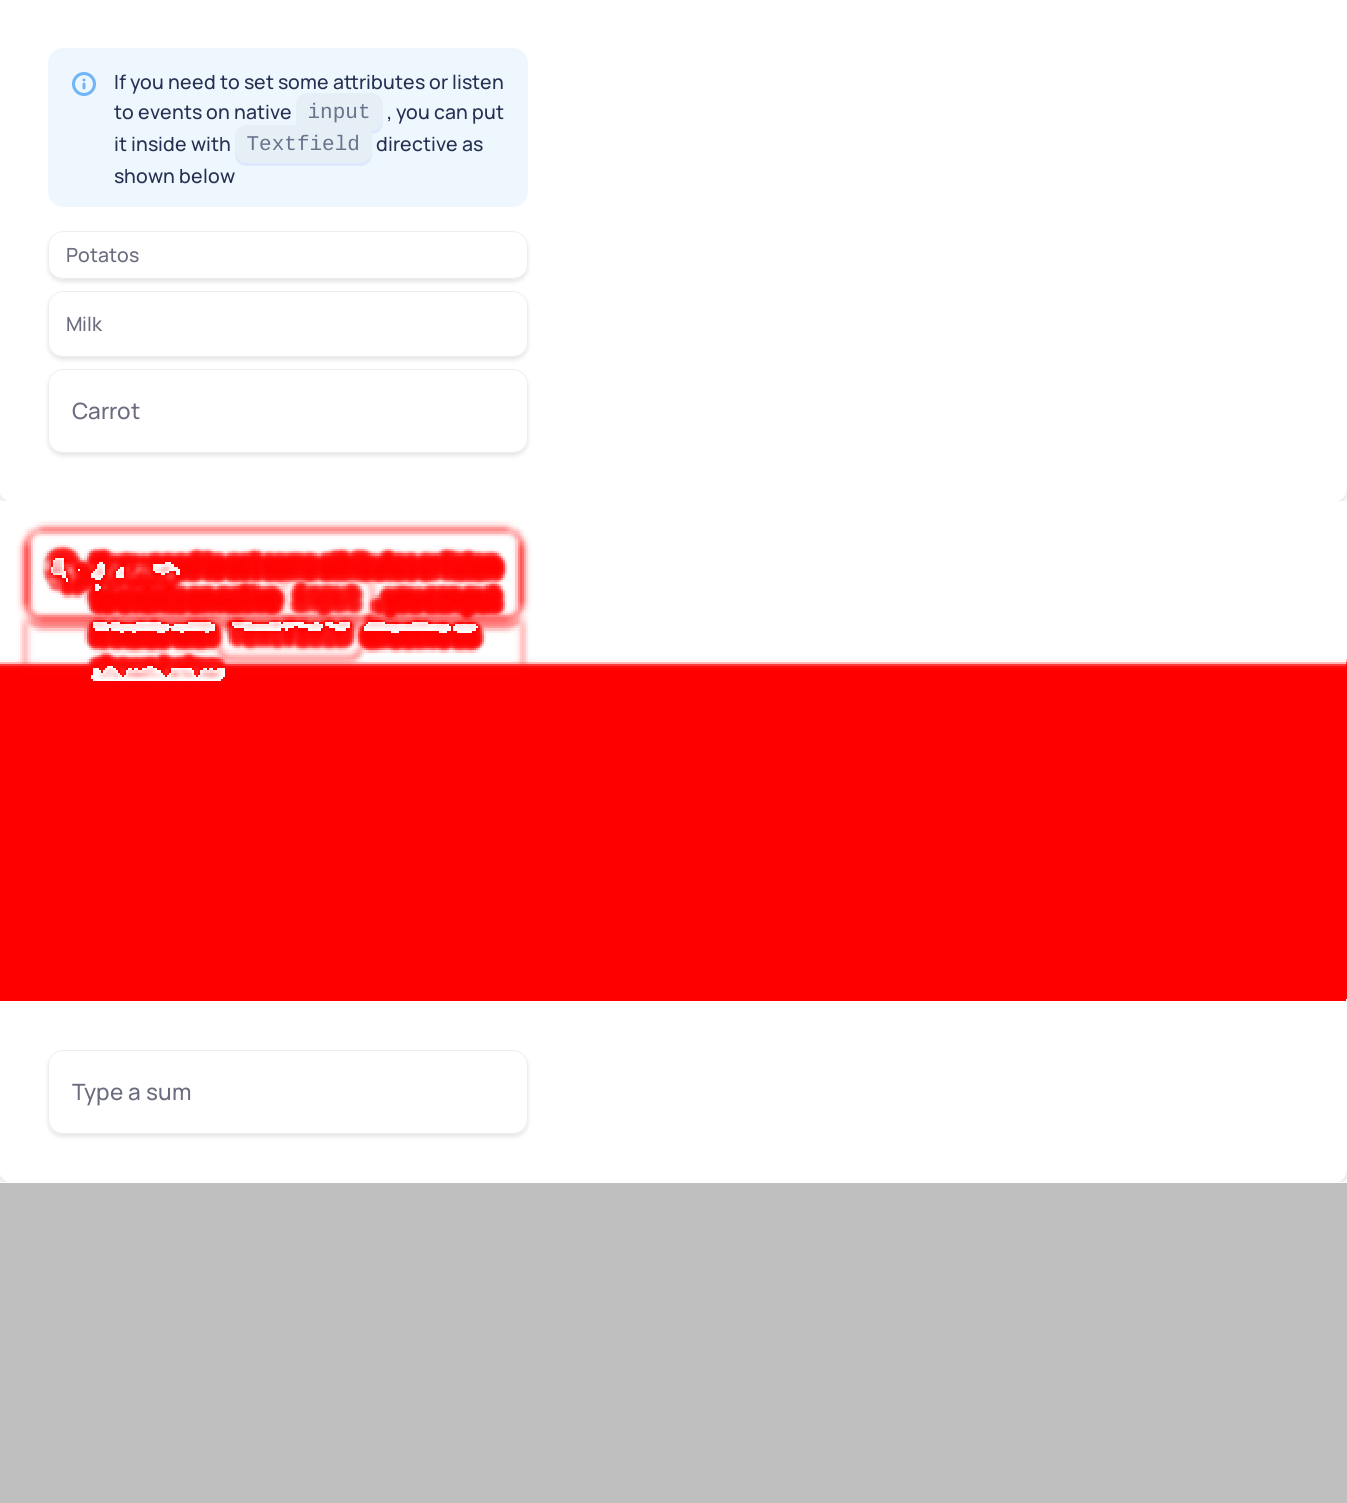 If you need to set some attributes or listen
to events on native input , you can put
it inside with Textfield directive as
shown below
Potatos
Milk
Carrot
Type a sum